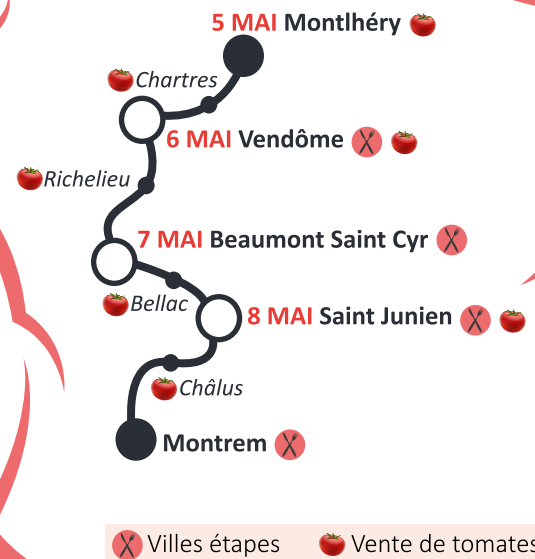 5 MAI Montlhéry
Chartres
6 MAI Vendôme
Richelieu
7 MAI Beaumont Saint Cyr
Bellac
8 MAI Saint Junien
Châlus
Montrem
Villes étapes
Vente de tomates